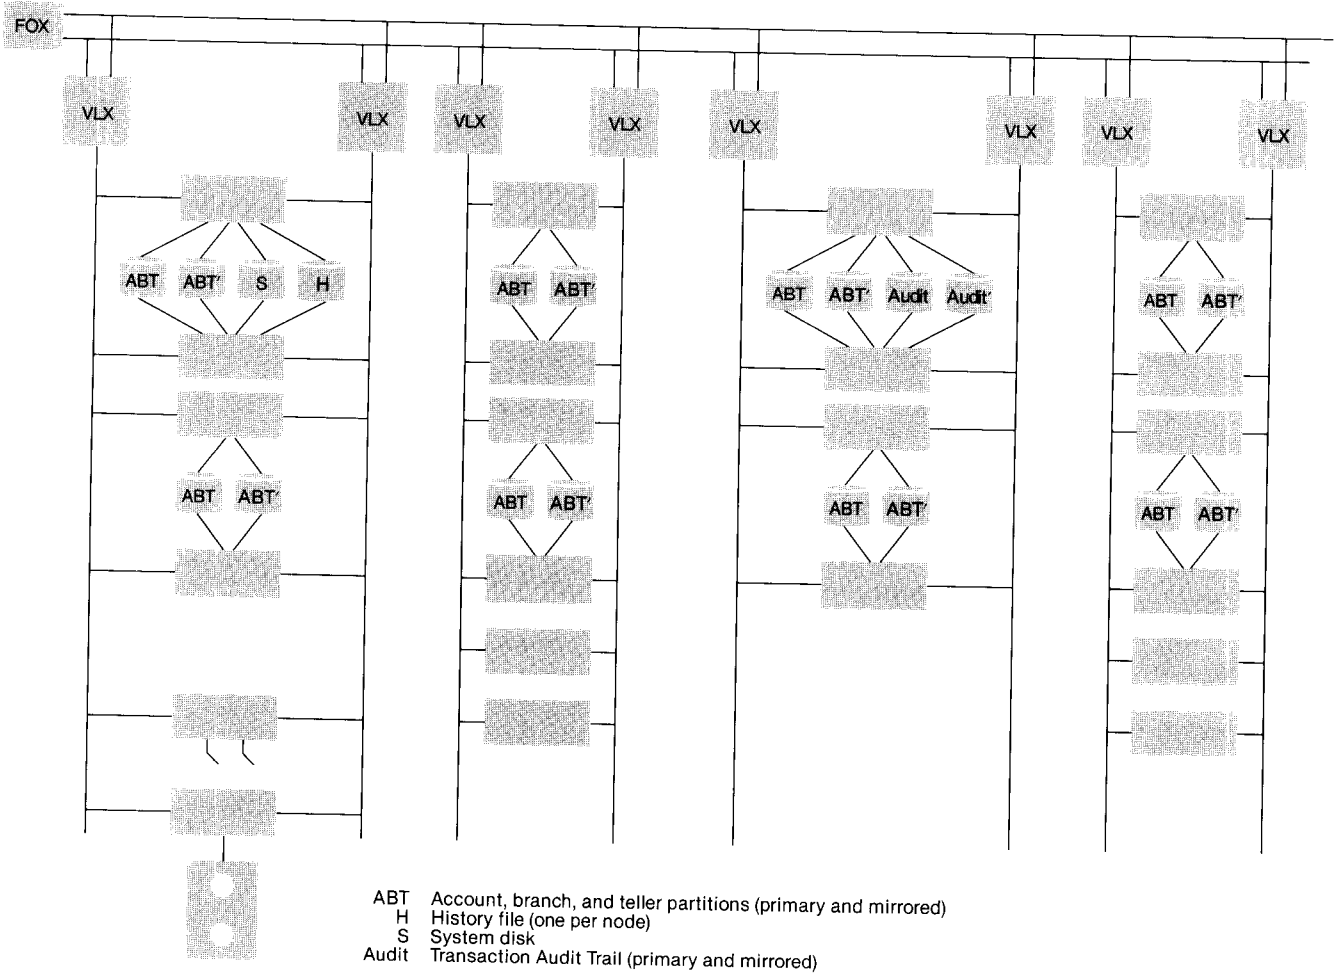 FOX
VLX VLX VLX VLX VLX VLX VLX VLX
ABT ABT' S H
ABT ABT'
ABT ABT' Audit Audit'
ABT ABT'
ABT ABT'
ABT ABT'
ABT ABT'
ABT ABT'
ABT Account, branch, and teller partitions (primary and mirrored)
H History file (one per node)
S System disk
Audit Transaction Audit Trail (primary and mirrored)